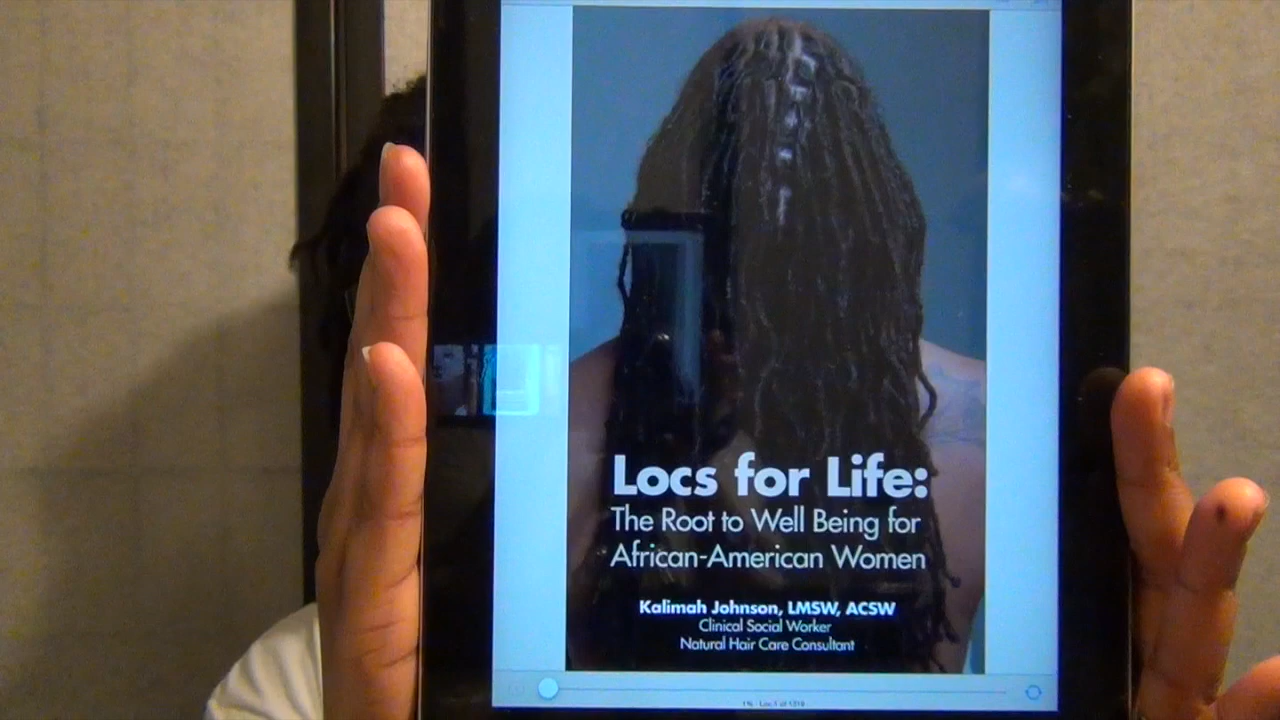 Locs for Life:
The Root to Well Being for
African-American Women
Kalimah Johnson, LMSW, ACSW
Clinical Social Worker
Natural Hair Care Consultant